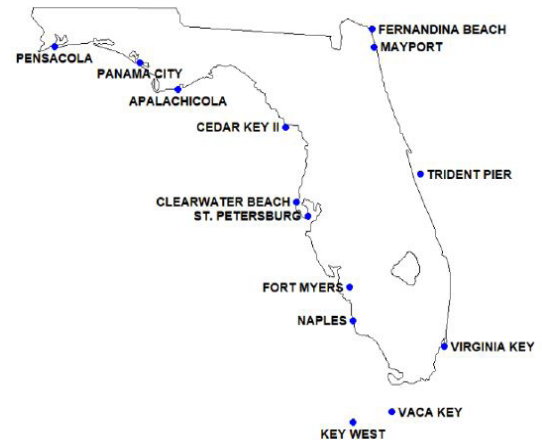 FERNANDINA BEACH
MAYPORT
PENSACOLA
PANAMA CITY
APALACHICOLA
CEDAR KEY II
TRIDENT PIER
CLEARWATER BEACH
ST. PETERSBURG
FORT MYERS
NAPLES
VIRGINIA KEY
VACA KEY
KEY WEST